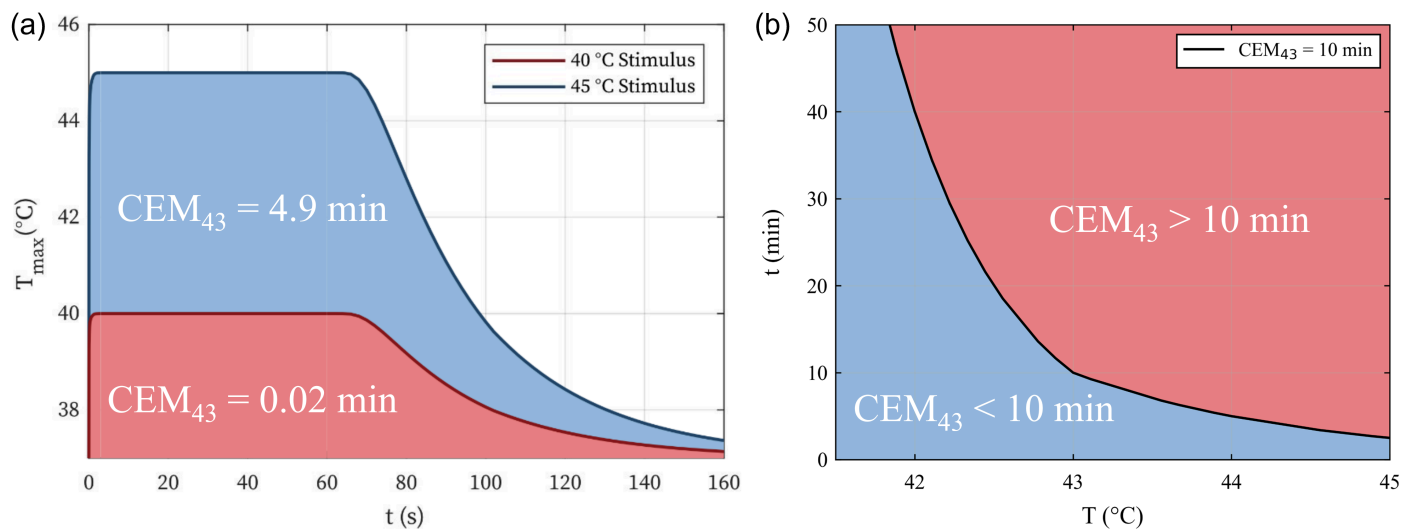 (a)
46
44
42
40
38
T_max(°C)
0 20 40 60 80 100 120 140 160
t (s)
40 °C Stimulus
45 °C Stimulus
CEM₄₃ = 4.9 min
CEM₄₃ = 0.02 min
(b)
50
40
30
20
10
0
t (min)
42 43 44 45
T (°C)
CEM₄₃ = 10 min
CEM₄₃ > 10 min
CEM₄₃ < 10 min